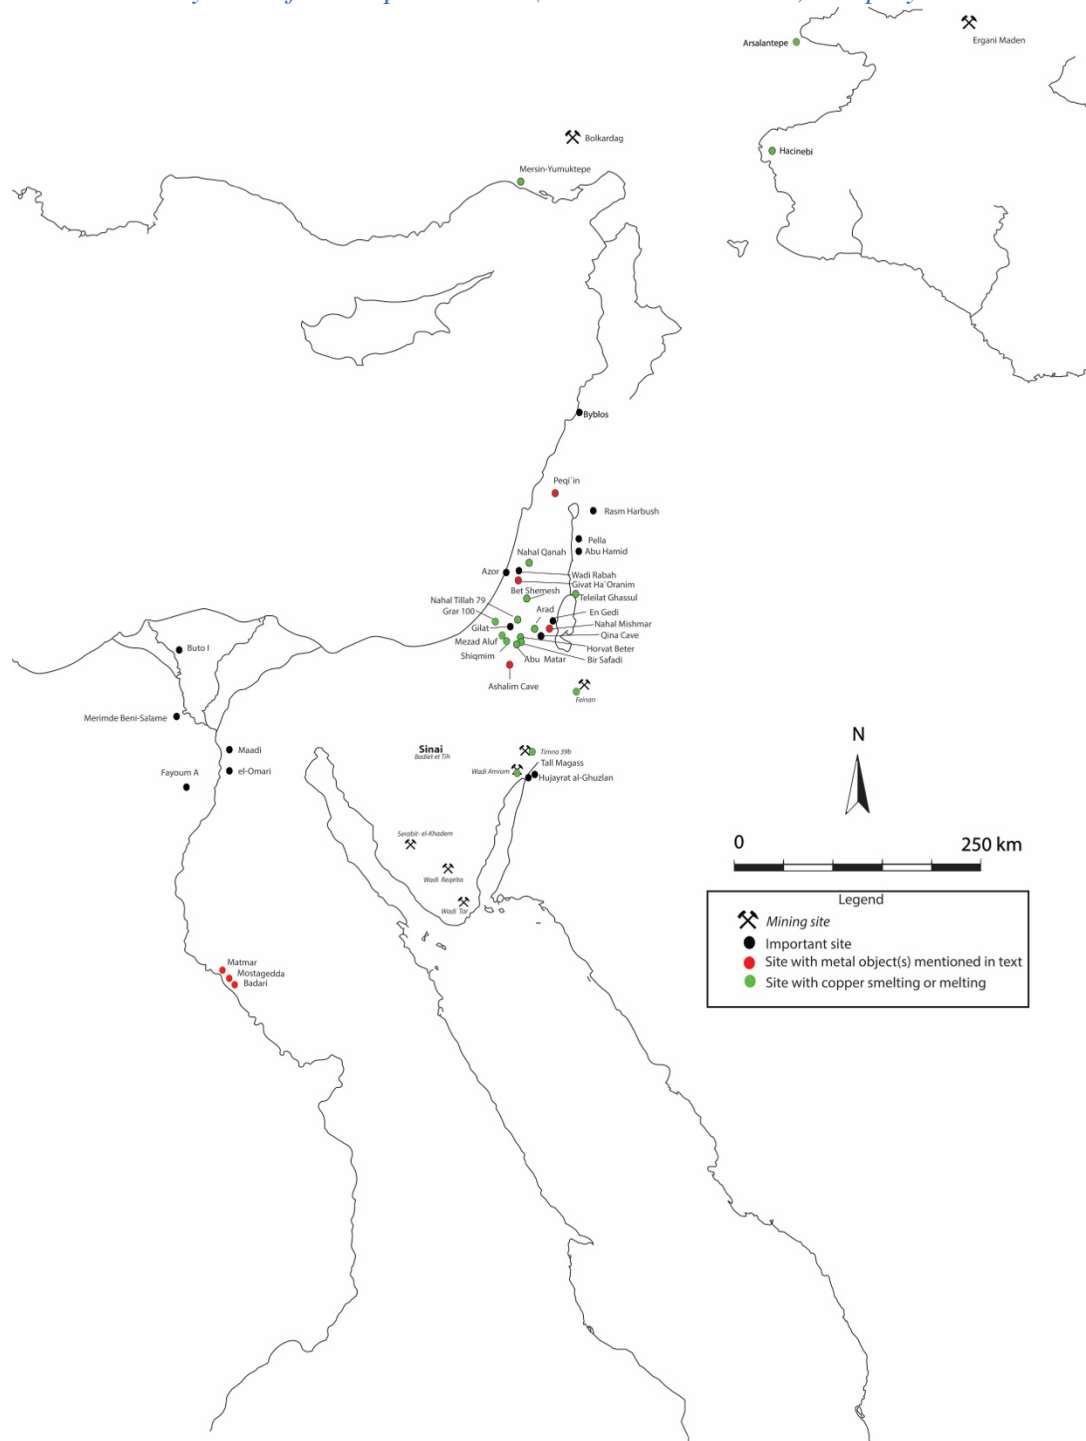 Arsalantepe
Ergani Maden
Bolkardag
Hacinebi
Mersin-Yumuktepe
Byblos
Peqi`in
Rasm Harbush
Pella
Nahal Qanah
Abu Hamid
Azor
Wadi Rabah
Givat Ha`Oranim
Bet Shemesh
Teleilat Ghassul
Nahal Tillah 79
Arad
Grar 100
En Gedi
Gilat
Nahal Mishmar
Qina Cave
Mezad Aluf
Horvat Beter
Shiqmim
Abu Matar
Bir Safadi
Buto I
Ashalim Cave
Feinan
Merimde Beni-Salame
Maadi
Sinai
Badiet et Tih
Timna 39b
Tall Magass
Fayoum A
el-Omari
Wadi Amram
Hujayrat al-Ghuzlan
N
Serabit-el-Khadem
0
250 km
Wadi Reqeita
Wadi Tar
Legend
Mining site
Important site
Site with metal object(s) mentioned in text
Site with copper smelting or melting
Matmar
Mostagedda
Badari